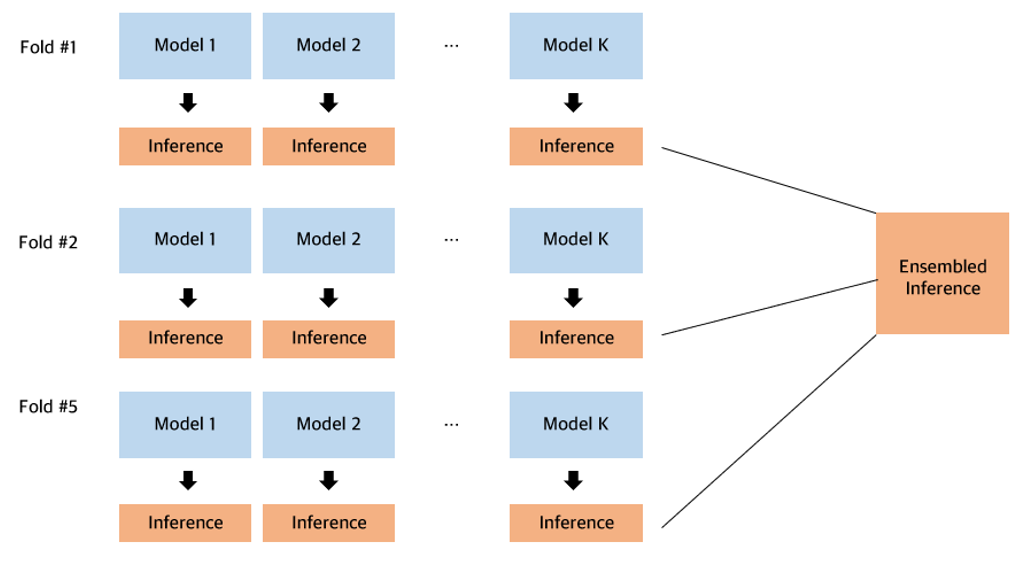 Fold #1
Model 1
Model 2
...
Model K
Inference
Inference
Inference
Fold #2
Model 1
Model 2
...
Model K
Inference
Inference
Inference
Ensembled
Inference
Fold #5
Model 1
Model 2
...
Model K
Inference
Inference
Inference